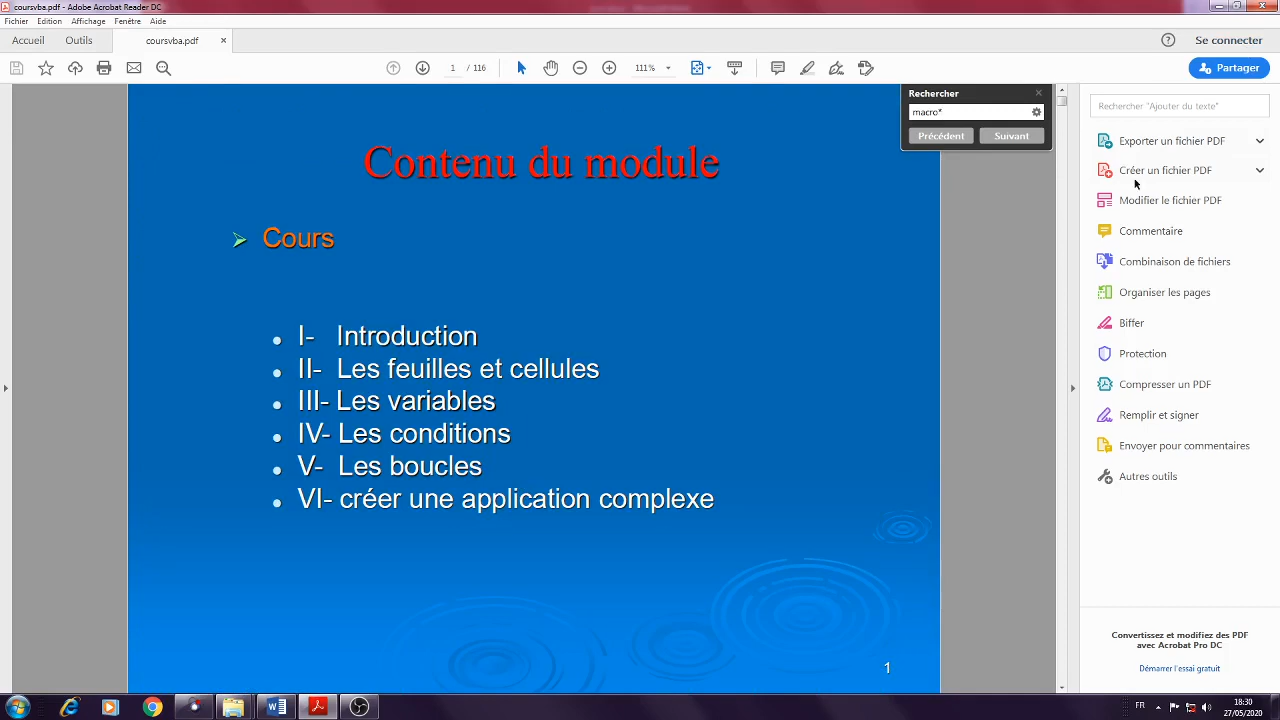 coursvba.pdf - Adobe Acrobat Reader DC
Fichier Edition Affichage Fenêtre Aide
Accueil Outils coursvba.pdf × Se connecter
1 / 116 111% Partager
Contenu du module
Cours
I- Introduction
II- Les feuilles et cellules
III- Les variables
IV- Les conditions
V- Les boucles
VI- créer une application complexe
1
Rechercher
macro*
Précédent Suivant
Rechercher "Ajouter du texte"
Exporter un fichier PDF
Créer un fichier PDF
Modifier le fichier PDF
Commentaire
Combinaison de fichiers
Organiser les pages
Biffer
Protection
Compresser un PDF
Remplir et signer
Envoyer pour commentaires
Autres outils
Convertissez et modifiez des PDF
avec Acrobat Pro DC
Démarrer l'essai gratuit
FR 18:30
27/05/2020